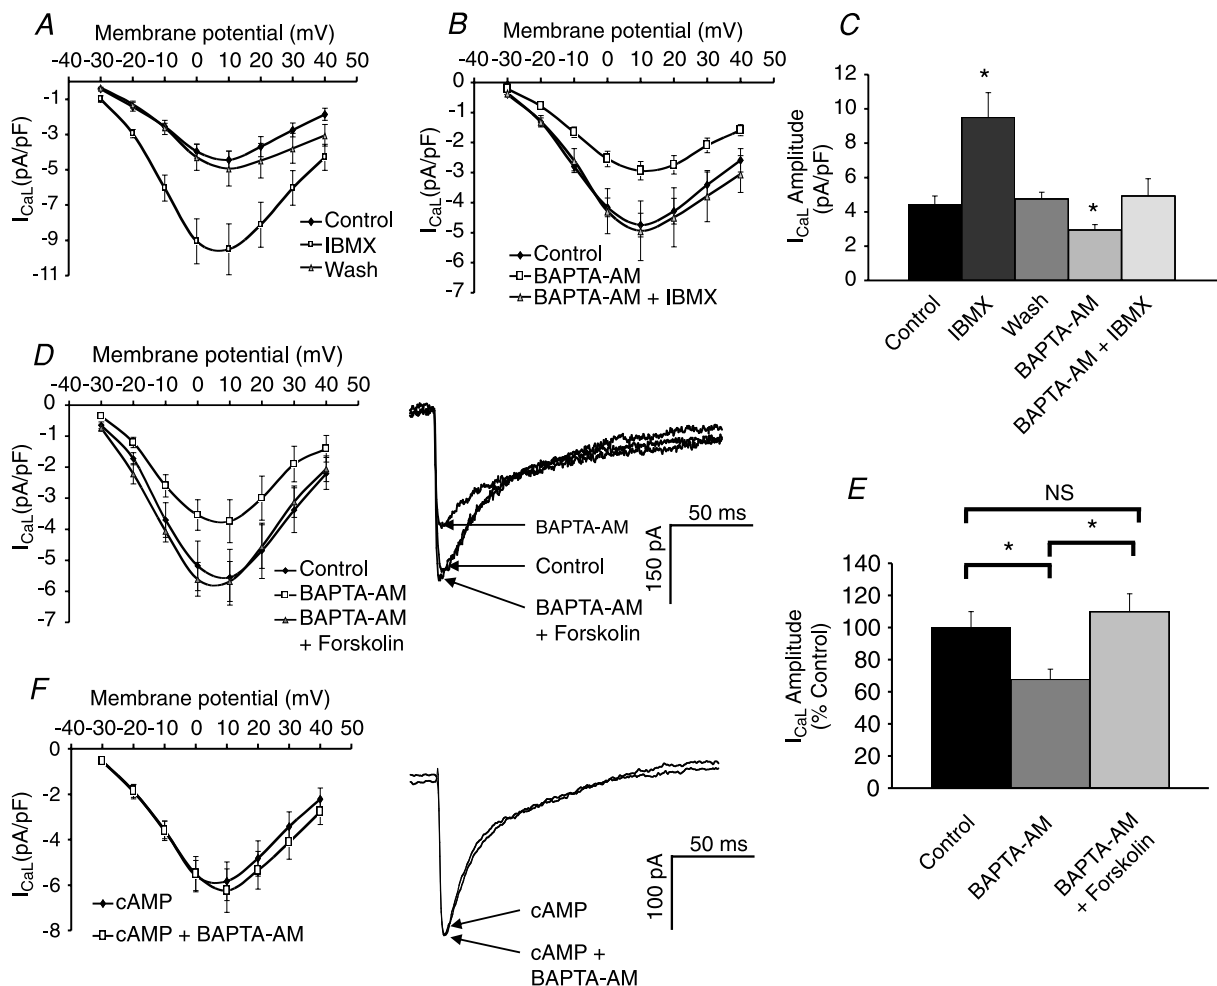 A
Membrane potential (mV)
-40 -30 -20 -10 0 10 20 30 40 50
-1
-3
-5
-7
-9
-11
I_CaL (pA/pF)
Control
IBMX
Wash
B
Membrane potential (mV)
-40 -30 -20 -10 0 10 20 30 40 50
0
-1
-2
-3
-4
-5
-6
-7
I_CaL (pA/pF)
Control
BAPTA-AM
BAPTA-AM + IBMX
C
I_CaL Amplitude
(pA/pF)
12
10
8
6
4
2
0
*
*
Control
IBMX
Wash
BAPTA-AM
BAPTA-AM + IBMX
D
Membrane potential (mV)
-40 -30 -20 -10 0 10 20 30 40 50
0
-1
-2
-3
-4
-5
-6
-7
I_CaL (pA/pF)
Control
BAPTA-AM
BAPTA-AM
+ Forskolin
BAPTA-AM
Control
BAPTA-AM
+ Forskolin
50 ms
150 pA
E
NS
*
*
I_CaL Amplitude
(% Control)
140
120
100
80
60
40
20
0
Control
BAPTA-AM
BAPTA-AM
+ Forskolin
F
Membrane potential (mV)
-40 -30 -20 -10 0 10 20 30 40 50
0
-2
-4
-6
-8
I_CaL (pA/pF)
cAMP
cAMP + BAPTA-AM
cAMP
cAMP +
BAPTA-AM
50 ms
100 pA